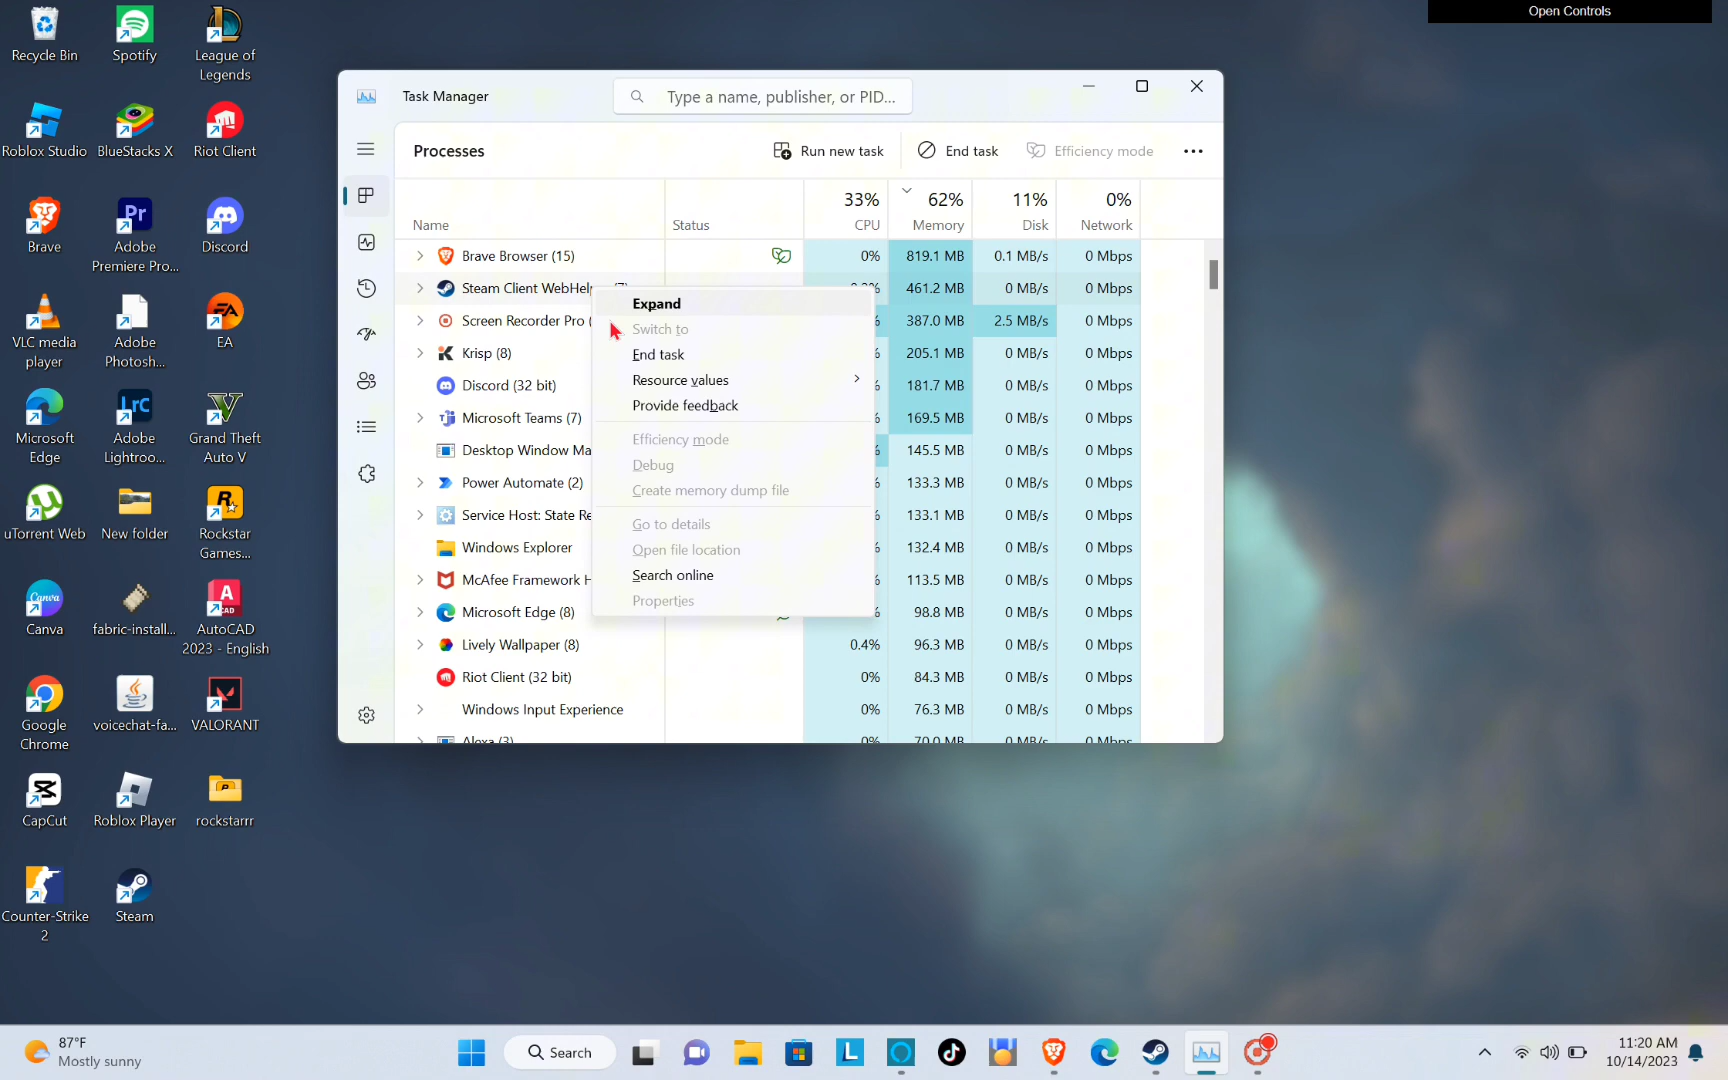 Open Controls
Recycle Bin
Spotify
League of
Legends
Roblox Studio
BlueStacks X
Riot Client
Brave
Adobe
Premiere Pro...
Discord
VLC media
player
Adobe
Photosh...
EA
Microsoft
Edge
Adobe
Lightroo...
Grand Theft
Auto V
uTorrent Web
New folder
Rockstar
Games...
Canva
fabric-install...
AutoCAD
2023 - English
Google
Chrome
voicechat-fa...
VALORANT
CapCut
Roblox Player
rockstarrr
Counter-Strike
2
Steam
Task Manager
Type a name, publisher, or PID...
Processes
Run new task
End task
Efficiency mode
33%
62%
11%
0%
Name
Status
CPU
Memory
Disk
Network
Brave Browser (15) 0% 819.1 MB 0.1 MB/s 0 Mbps
Steam Client WebHel 461.2 MB 0 MB/s 0 Mbps
Screen Recorder Pro ( % 387.0 MB 2.5 MB/s 0 Mbps
Krisp (8) % 205.1 MB 0 MB/s 0 Mbps
Discord (32 bit) % 181.7 MB 0 MB/s 0 Mbps
Microsoft Teams (7) % 169.5 MB 0 MB/s 0 Mbps
Desktop Window Ma % 145.5 MB 0 MB/s 0 Mbps
Power Automate (2) % 133.3 MB 0 MB/s 0 Mbps
Service Host: State Re % 133.1 MB 0 MB/s 0 Mbps
Windows Explorer % 132.4 MB 0 MB/s 0 Mbps
McAfee Framework H % 113.5 MB 0 MB/s 0 Mbps
Microsoft Edge (8) % 98.8 MB 0 MB/s 0 Mbps
Lively Wallpaper (8) 0.4% 96.3 MB 0 MB/s 0 Mbps
Riot Client (32 bit) 0% 84.3 MB 0 MB/s 0 Mbps
Windows Input Experience 0% 76.3 MB 0 MB/s 0 Mbps
Alexa (3) 0% 70.0 MB 0 MB/s 0 Mbps
Expand
Switch to
End task
Resource values
Provide feedback
Efficiency mode
Debug
Create memory dump file
Go to details
Open file location
Search online
Properties
87°F
Mostly sunny
Search
11:20 AM
10/14/2023